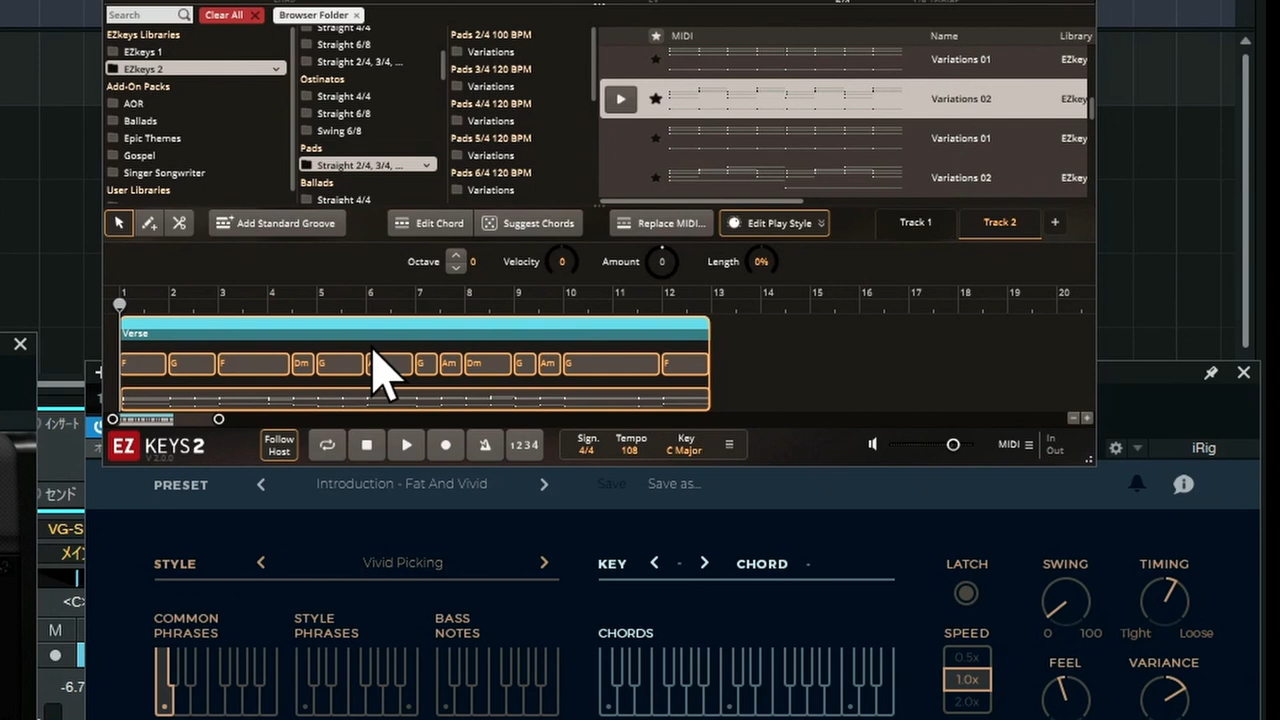 Search
Clear All ×
Browser Folder ×
EZkeys Libraries
EZkeys 1
EZkeys 2
Add-On Packs
AOR
Ballads
Epic Themes
Gospel
Singer Songwriter
User Libraries
Straight 4/4
Straight 6/8
Straight 2/4, 3/4, ...
Ostinatos
Straight 4/4
Straight 6/8
Swing 6/8
Pads
Straight 2/4, 3/4, ...
Ballads
Straight 4/4
Pads 2/4 100 BPM
Variations
Pads 3/4 120 BPM
Variations
Pads 4/4 120 BPM
Variations
Pads 5/4 120 BPM
Variations
Pads 6/4 120 BPM
Variations
MIDI Name Library
Variations 01 EZkey
Variations 02 EZkey
Variations 01 EZkey
Variations 02 EZkey
Add Standard Groove Edit Chord Suggest Chords Replace MIDI... Edit Play Style Track 1 Track 2 +
Octave 0 Velocity 0 Amount 0 Length 0%
1 2 3 4 5 6 7 8 9 10 11 12 13 14 15 16 17 18 19 20
Verse
F G F Dm G G Am Dm G Am G F
EZ KEYS 2
V 2.0.0
Follow Host
1234
Sign. 4/4
Tempo 108
Key C Major
MIDI
In
Out
インサート
センド
VG-S
メイ
<C>
M
-6.7
iRig
PRESET Introduction - Fat And Vivid Save Save as...
STYLE Vivid Picking
KEY - CHORD -
LATCH SWING TIMING
0 100 Tight Loose
COMMON PHRASES
STYLE PHRASES
BASS NOTES
CHORDS
SPEED
0.5x
1.0x
2.0x
FEEL VARIANCE